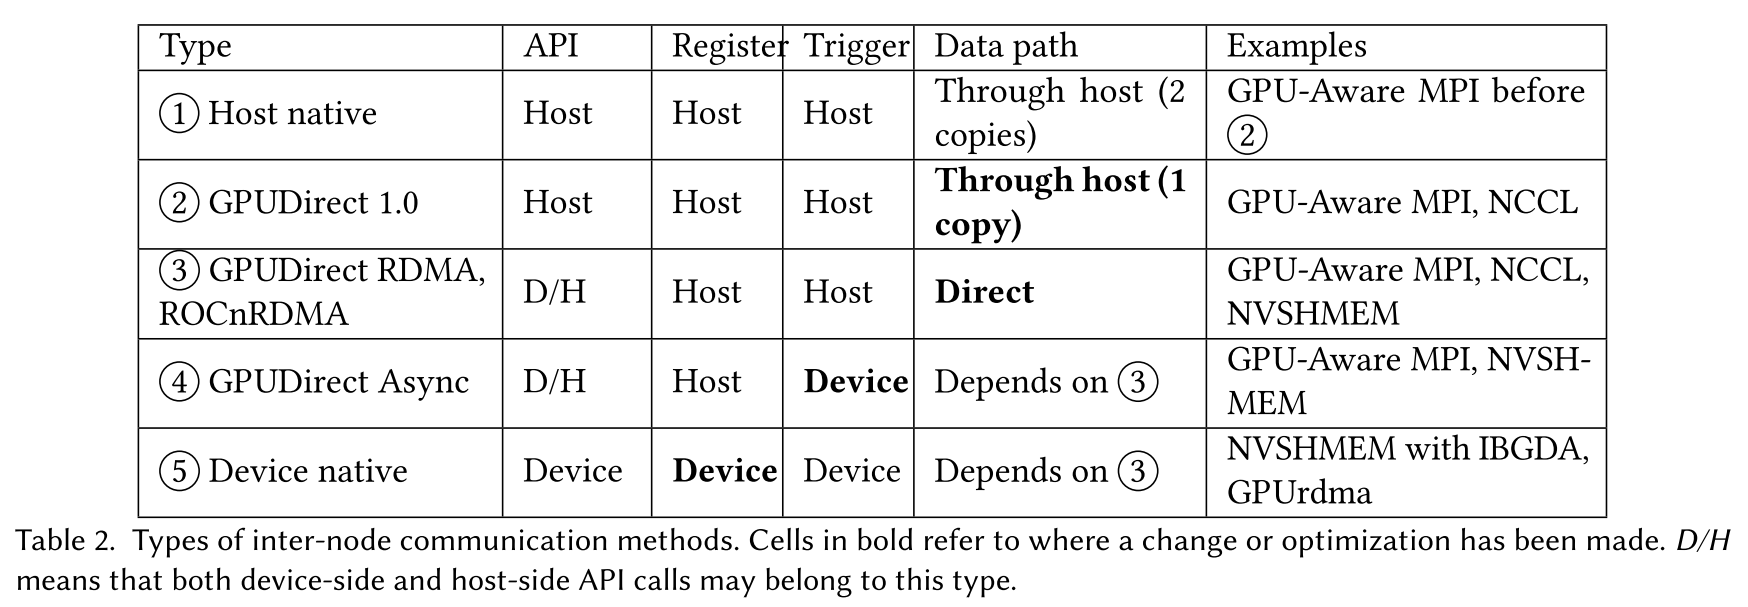 Type API Register Trigger Data path Examples
① Host native Host Host Host Through host (2 copies) GPU-Aware MPI before ②
② GPUDirect 1.0 Host Host Host Through host (1 copy) GPU-Aware MPI, NCCL
③ GPUDirect RDMA, ROCnRDMA D/H Host Host Direct GPU-Aware MPI, NCCL, NVSHMEM
④ GPUDirect Async D/H Host Device Depends on ③ GPU-Aware MPI, NVSH-MEM
⑤ Device native Device Device Device Depends on ③ NVSHMEM with IBGDA, GPUrdma
Table 2. Types of inter-node communication methods. Cells in bold refer to where a change or optimization has been made. D/H
means that both device-side and host-side API calls may belong to this type.